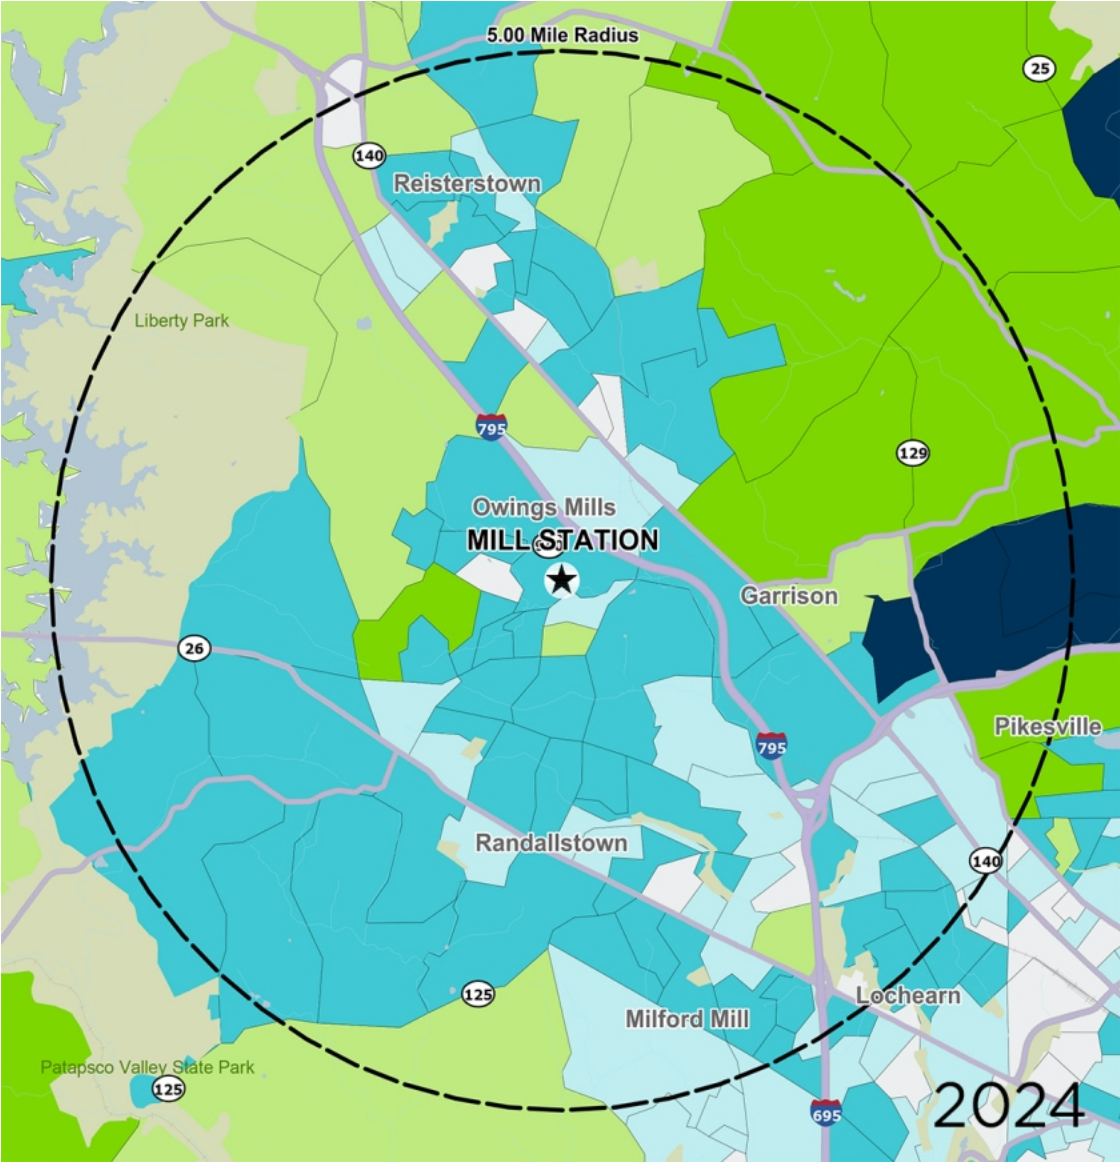 5.00 Mile Radius
25
140
Reisterstown
Liberty Park
795
129
Owings Mills
MILL STATION
Garrison
26
Pikesville
795
Randallstown
140
125
Lochearn
Milford Mill
Patapsco Valley State Park
125
695
2024